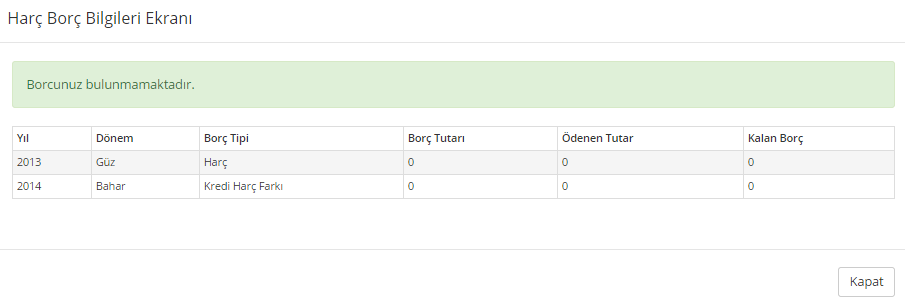 Harç Borç Bilgileri Ekranı
Borcunuz bulunmamaktadır.
Yıl Dönem Borç Tipi Borç Tutarı Ödenen Tutar Kalan Borç
2013 Güz Harç 0 0 0
2014 Bahar Kredi Harç Farkı 0 0 0
Kapat